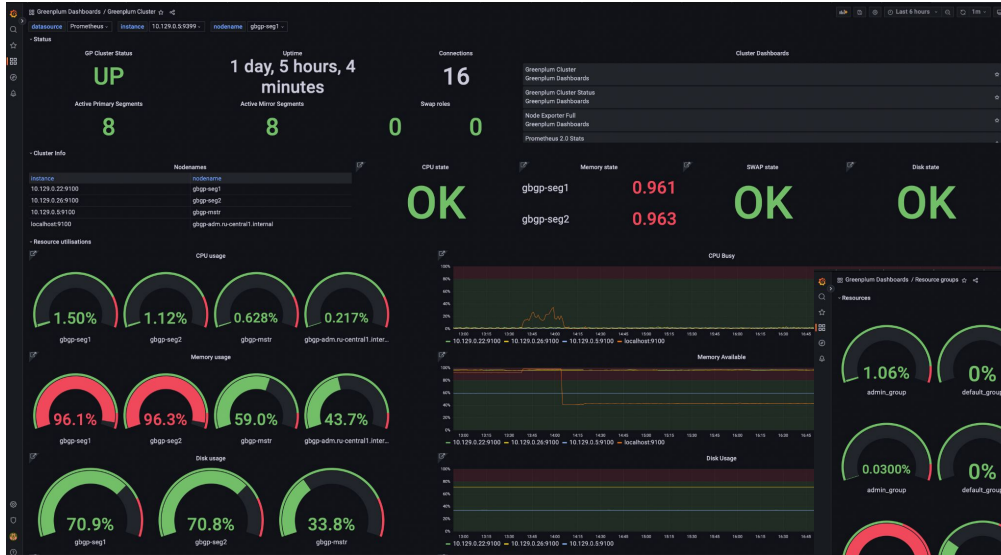 Greenplum Dashboards / Greenplum Cluster
Last 6 hours
1m
datasource Prometheus instance 10.129.0.5:9399 nodename gbgp-seg1
Status
GP Cluster Status
UP
Uptime
1 day, 5 hours, 4
minutes
Connections
16
Active Primary Segments
8
Active Mirror Segments
8
Swap roles
0 0
Cluster Dashboards
Greenplum Cluster
Greenplum Dashboards
Greenplum Cluster Status
Greenplum Dashboards
Node Exporter Full
Greenplum Dashboards
Prometheus 2.0 Stats
Cluster Info
Nodenames
instance nodename
10.129.0.22:9100 gbgp-seg1
10.129.0.26:9100 gbgp-seg2
10.129.0.5:9100 gbgp-mstr
localhost:9100 gbgp-adm.ru-central1.internal
CPU state
OK
Memory state
gbgp-seg1 0.961
gbgp-seg2 0.963
SWAP state
OK
Disk state
OK
Resource utilisations
CPU usage
1.50% 1.12% 0.628% 0.217%
gbgp-seg1 gbgp-seg2 gbgp-mstr gbgp-adm.ru-central1.inter...
CPU Busy
100%
80%
60%
40%
20%
0%
10.129.0.22:9100 10.129.0.26:9100 10.129.0.5:9100 localhost:9100
Memory usage
96.1% 96.3% 59.0% 43.7%
gbgp-seg1 gbgp-seg2 gbgp-mstr gbgp-adm.ru-central1.inter...
Memory Available
100%
80%
60%
40%
20%
0%
10.129.0.22:9100 10.129.0.26:9100 10.129.0.5:9100 localhost:9100
Disk usage
70.9% 70.8% 33.8%
gbgp-seg1 gbgp-seg2 gbgp-mstr
Disk Usage
100%
80%
60%
40%
20%
0%
10.129.0.22:9100 10.129.0.26:9100 10.129.0.5:9100
Greenplum Dashboards / Resource groups
Resources
1.06% 0%
admin_group default_group
0.0300% 0%
admin_group default_group